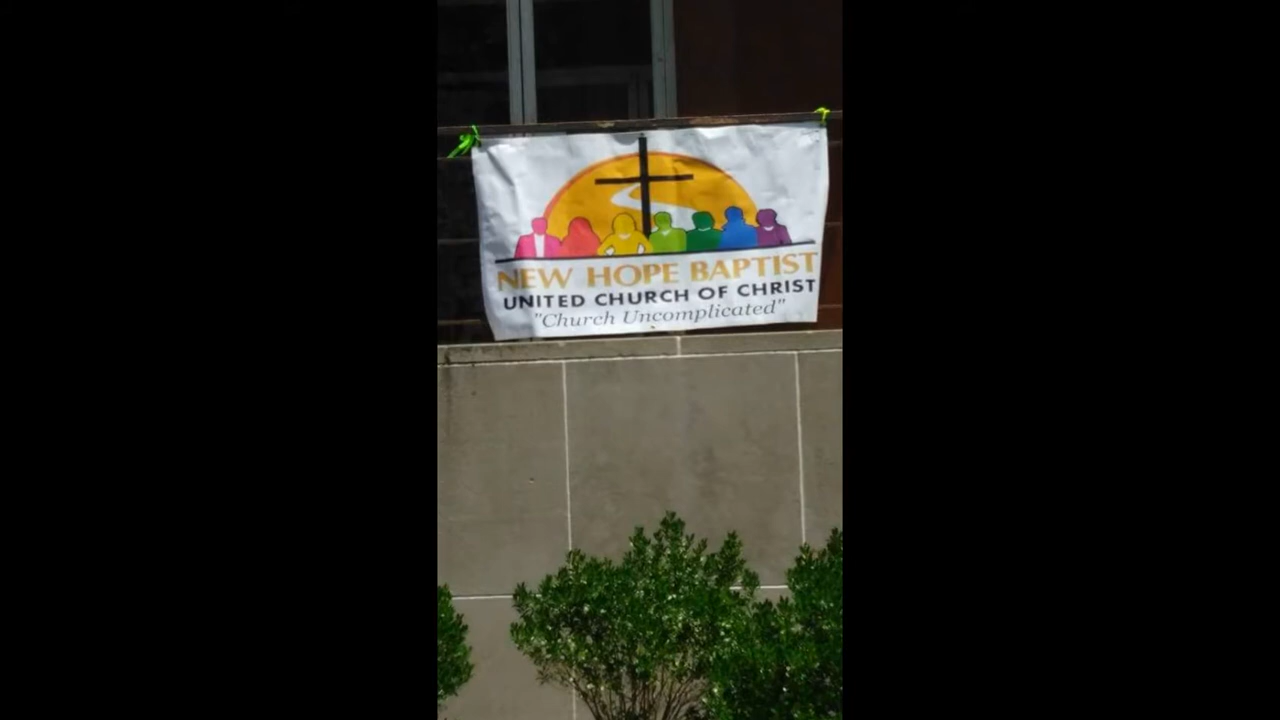 NEW HOPE BAPTIST
UNITED CHURCH OF CHRIST
"Church Uncomplicated"